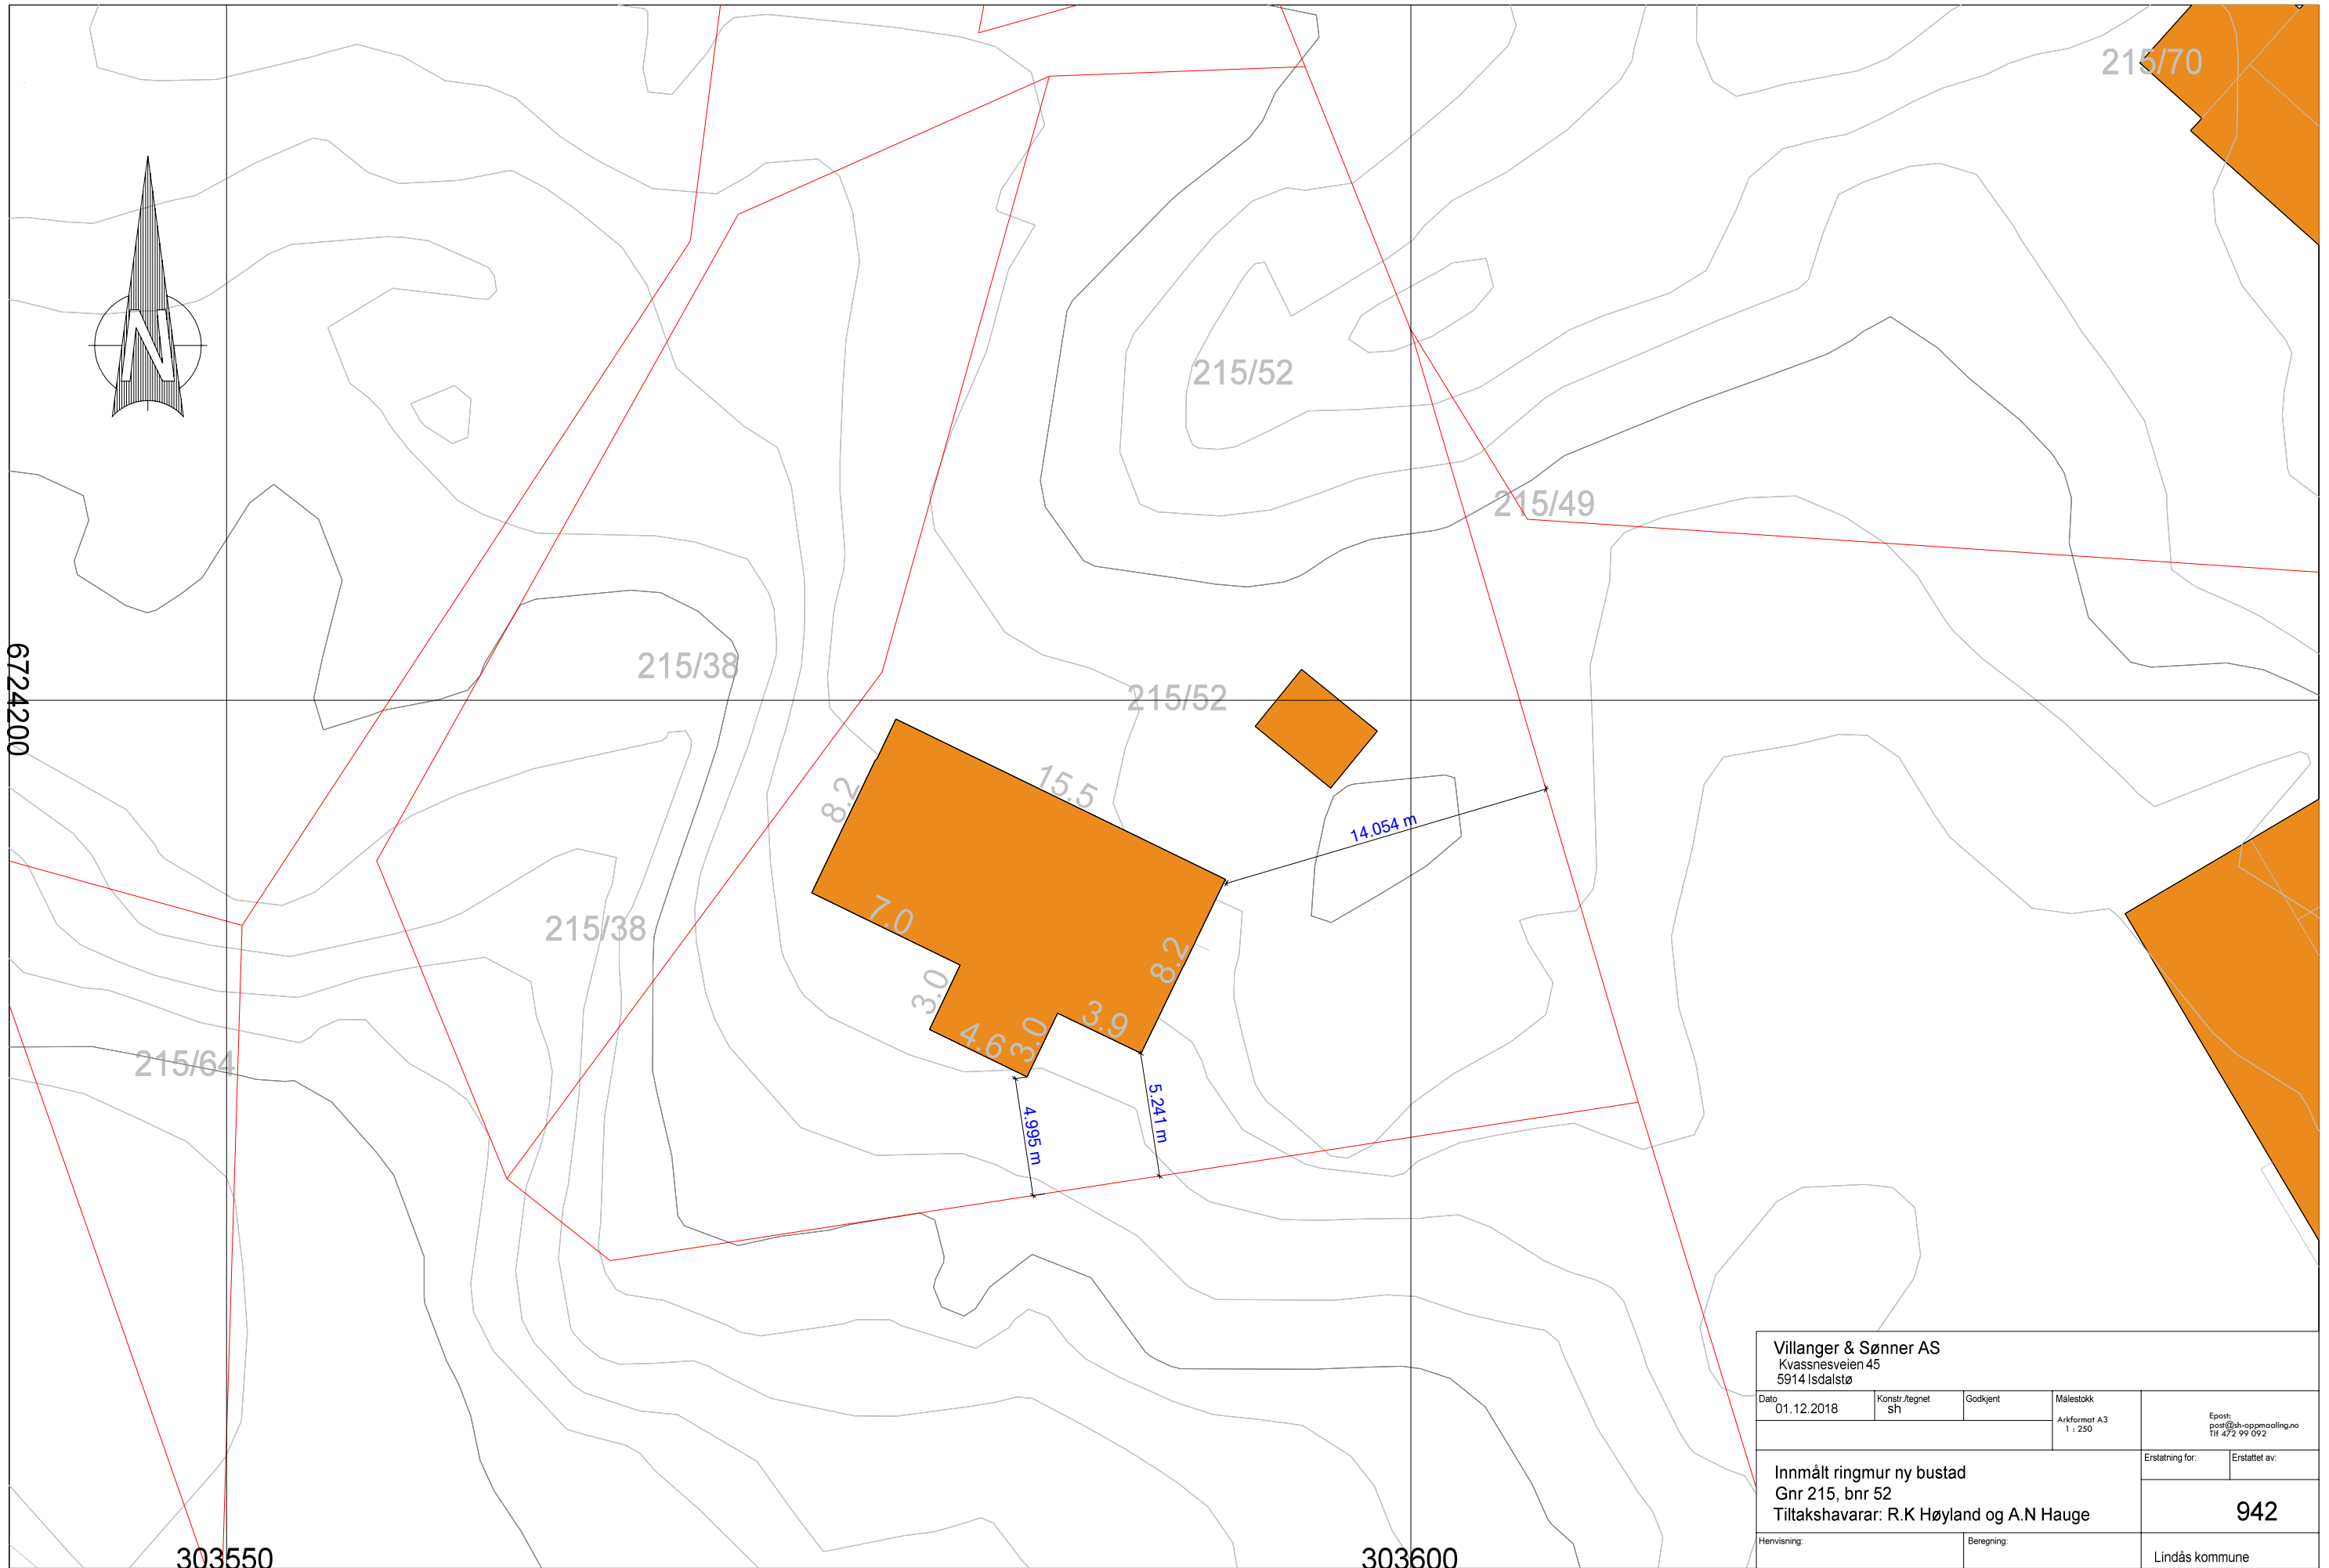 215/70
N
215/52
215/49
6724200
215/38
215/52
15.5
8.2
14.054 m
7.0
215/38
8.2
3.0
3.9
4.6
3.0
215/64
4.995 m
5.241 m
303550
303600
Villanger & Sønner AS
Kvassnesveien 45
5914 Isdalstø
Dato
01.12.2018
Konstr./tegnet
sh
Godkjent
Målestokk
Arkformat A3
1 : 250
Epost:
post@sh-oppmaaling.no
Tlf 472 99 092
Innmålt ringmur ny bustad
Gnr 215, bnr 52
Tiltakshavarar: R.K Høyland og A.N Hauge
Erstatning for:
Erstattet av:
942
Henvisning:
Beregning:
Lindås kommune